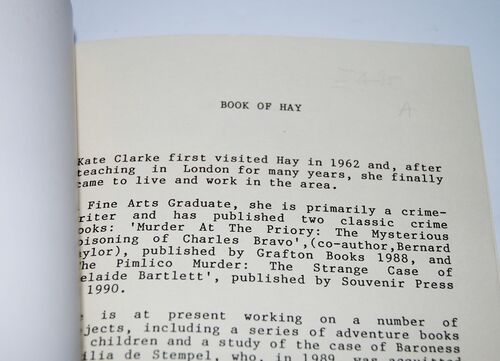 BOOK OF HAY
A
Kate Clarke first visited Hay in 1962 and, after
teaching in London for many years, she finally
came to live and work in the area.
Fine Arts Graduate, she is primarily a crime-
riter and has published two classic crime
ooks: 'Murder At The Priory: The Mysterious
oisoning of Charles Bravo',(co-author,Bernard
aylor), published by Grafton Books 1988, and
he Pimlico Murder: The Strange Case of
elaide Bartlett', published by Souvenir Press
1990.
e is at present working on a number of
ojects, including a series of adventure books
children and a study of the case of Baroness
ilia de Stempel, who, in 1989, was acquitted